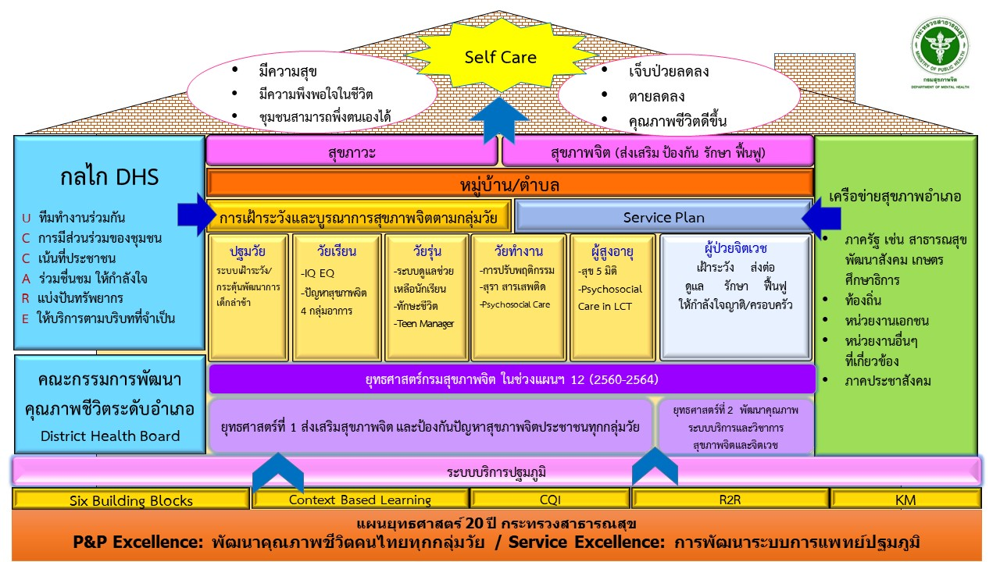 Self Care
• มีความสุข
• มีความพึงพอใจในชีวิต
• ชุมชนสามารถพึ่งตนเองได้
• เจ็บป่วยลดลง
• ตายลดลง
• คุณภาพชีวิตดีขึ้น
กระทรวงสาธารณสุข
MINISTRY OF PUBLIC HEALTH
กรมสุขภาพจิต
DEPARTMENT OF MENTAL HEALTH
สุขภาวะ
สุขภาพจิต (ส่งเสริม ป้องกัน รักษา ฟื้นฟู)
หมู่บ้าน/ตำบล
กลไก DHS
U ทีมทำงานร่วมกัน
C การมีส่วนร่วมของชุมชน
C เน้นที่ประชาชน
A ร่วมชื่นชม ให้กำลังใจ
R แบ่งปันทรัพยากร
E ให้บริการตามบริบทที่จำเป็น
การเฝ้าระวังและบูรณาการสุขภาพจิตตามกลุ่มวัย
Service Plan
ปฐมวัย
ระบบเฝ้าระวัง/
กระตุ้นพัฒนาการ
เด็กล่าช้า
วัยเรียน
-IQ EQ
-ปัญหาสุขภาพจิต
4 กลุ่มอาการ
วัยรุ่น
-ระบบดูแลช่วย
เหลือนักเรียน
-ทักษะชีวิต
-Teen Manager
วัยทำงาน
-การปรับพฤติกรรม
-สุรา สารเสพติด
-Psychosocial Care
ผู้สูงอายุ
-สุข 5 มิติ
-Psychosocial
Care in LCT
ผู้ป่วยจิตเวช
เฝ้าระวัง ส่งต่อ
ดูแล รักษา ฟื้นฟู
ให้กำลังใจญาติ/ครอบครัว
เครือข่ายสุขภาพอำเภอ
• ภาครัฐ เช่น สาธารณสุข
พัฒนาสังคม เกษตร
ศึกษาธิการ
• ท้องถิ่น
• หน่วยงานเอกชน
• หน่วยงานอื่นๆ
ที่เกี่ยวข้อง
• ภาคประชาสังคม
คณะกรรมการพัฒนา
คุณภาพชีวิตระดับอำเภอ
District Health Board
ยุทธศาสตร์กรมสุขภาพจิต ในช่วงแผนฯ 12 (2560-2564)
ยุทธศาสตร์ที่ 1 ส่งเสริมสุขภาพจิต และป้องกันปัญหาสุขภาพจิตประชาชนทุกกลุ่มวัย
ยุทธศาสตร์ที่ 2 พัฒนาคุณภาพ
ระบบบริการและวิชาการ
สุขภาพจิตและจิตเวช
ระบบบริการปฐมภูมิ
Six Building Blocks
Context Based Learning
CQI
R2R
KM
แผนยุทธศาสตร์ 20 ปี กระทรวงสาธารณสุข
P&P Excellence: พัฒนาคุณภาพชีวิตคนไทยทุกกลุ่มวัย / Service Excellence: การพัฒนาระบบการแพทย์ปฐมภูมิ